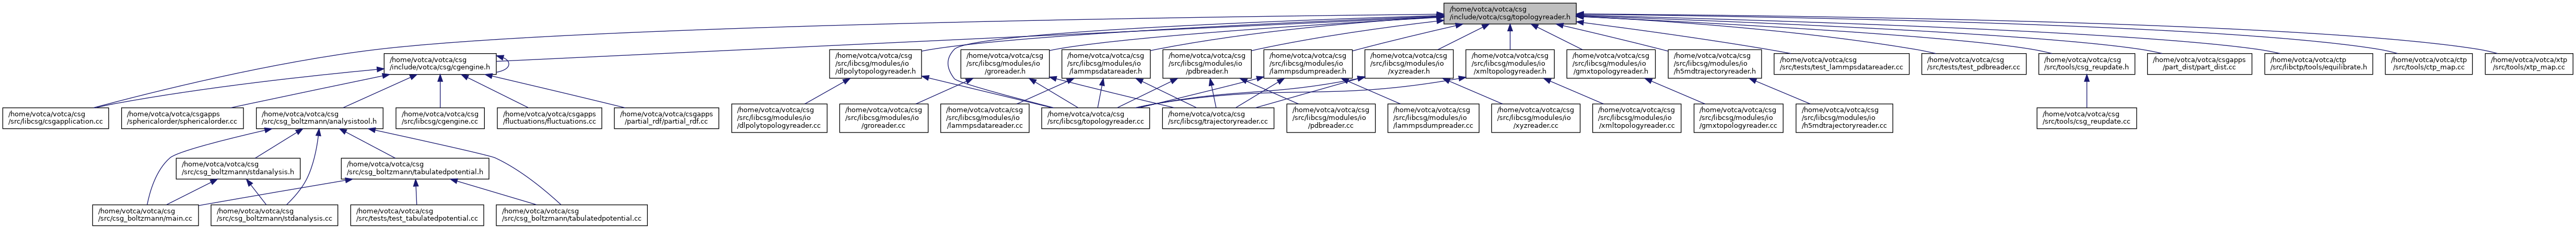 /home/votca/votca/csg
/include/votca/csg/topologyreader.h
/home/votca/votca/csg
/include/votca/csg/cgengine.h
/home/votca/votca/csg
/src/libcsg/modules/io
/dlpolytopologyreader.h
/home/votca/votca/csg
/src/libcsg/modules/io
/groreader.h
/home/votca/votca/csg
/src/libcsg/modules/io
/lammpsdatareader.h
/home/votca/votca/csg
/src/libcsg/modules/io
/pdbreader.h
/home/votca/votca/csg
/src/libcsg/modules/io
/lammpsdumpreader.h
/home/votca/votca/csg
/src/libcsg/modules/io
/xyzreader.h
/home/votca/votca/csg
/src/libcsg/modules/io
/xmltopologyreader.h
/home/votca/votca/csg
/src/libcsg/modules/io
/gmxtopologyreader.h
/home/votca/votca/csg
/src/libcsg/modules/io
/h5mdtrajectoryreader.h
/home/votca/votca/csg
/src/tests/test_lammpsdatareader.cc
/home/votca/votca/csg
/src/tests/test_pdbreader.cc
/home/votca/votca/csg
/src/tools/csg_reupdate.h
/home/votca/votca/csgapps
/part_dist/part_dist.cc
/home/votca/votca/ctp
/src/libctp/tools/equilibrate.h
/home/votca/votca/ctp
/src/tools/ctp_map.cc
/home/votca/votca/xtp
/src/tools/xtp_map.cc
/home/votca/votca/csg
/src/libcsg/csgapplication.cc
/home/votca/votca/csgapps
/sphericalorder/sphericalorder.cc
/home/votca/votca/csg
/src/csg_boltzmann/analysistool.h
/home/votca/votca/csg
/src/libcsg/cgengine.cc
/home/votca/votca/csgapps
/fluctuations/fluctuations.cc
/home/votca/votca/csgapps
/partial_rdf/partial_rdf.cc
/home/votca/votca/csg
/src/libcsg/modules/io
/dlpolytopologyreader.cc
/home/votca/votca/csg
/src/libcsg/modules/io
/groreader.cc
/home/votca/votca/csg
/src/libcsg/modules/io
/lammpsdatareader.cc
/home/votca/votca/csg
/src/libcsg/topologyreader.cc
/home/votca/votca/csg
/src/libcsg/trajectoryreader.cc
/home/votca/votca/csg
/src/libcsg/modules/io
/pdbreader.cc
/home/votca/votca/csg
/src/libcsg/modules/io
/lammpsdumpreader.cc
/home/votca/votca/csg
/src/libcsg/modules/io
/xyzreader.cc
/home/votca/votca/csg
/src/libcsg/modules/io
/xmltopologyreader.cc
/home/votca/votca/csg
/src/libcsg/modules/io
/gmxtopologyreader.cc
/home/votca/votca/csg
/src/libcsg/modules/io
/h5mdtrajectoryreader.cc
/home/votca/votca/csg
/src/tools/csg_reupdate.cc
/home/votca/votca/csg
/src/csg_boltzmann/stdanalysis.h
/home/votca/votca/csg
/src/csg_boltzmann/tabulatedpotential.h
/home/votca/votca/csg
/src/csg_boltzmann/main.cc
/home/votca/votca/csg
/src/csg_boltzmann/stdanalysis.cc
/home/votca/votca/csg
/src/tests/test_tabulatedpotential.cc
/home/votca/votca/csg
/src/csg_boltzmann/tabulatedpotential.cc